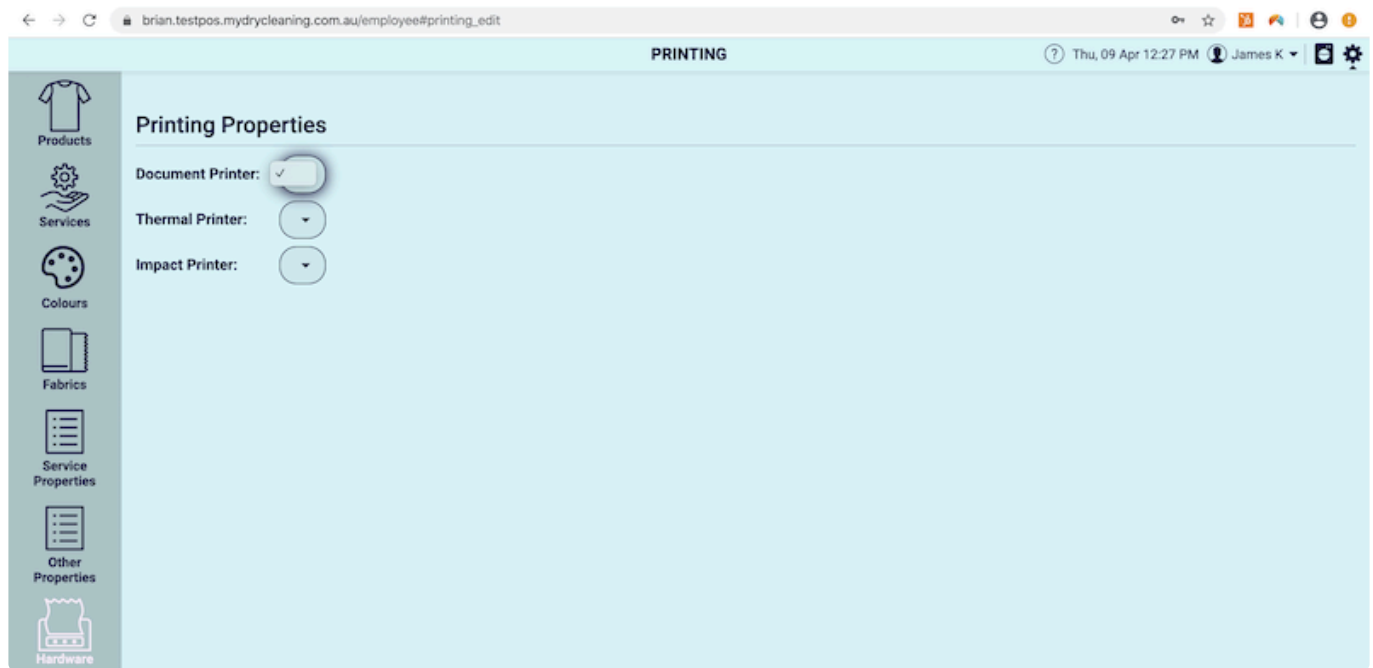 brian.testpos.mydrycleaning.com.au/employee#printing_edit
PRINTING
? Thu, 09 Apr 12:27 PM James K
Products
Services
Colours
Fabrics
Service
Properties
Other
Properties
Hardware
Printing Properties
Document Printer: ✓
Thermal Printer:
Impact Printer: